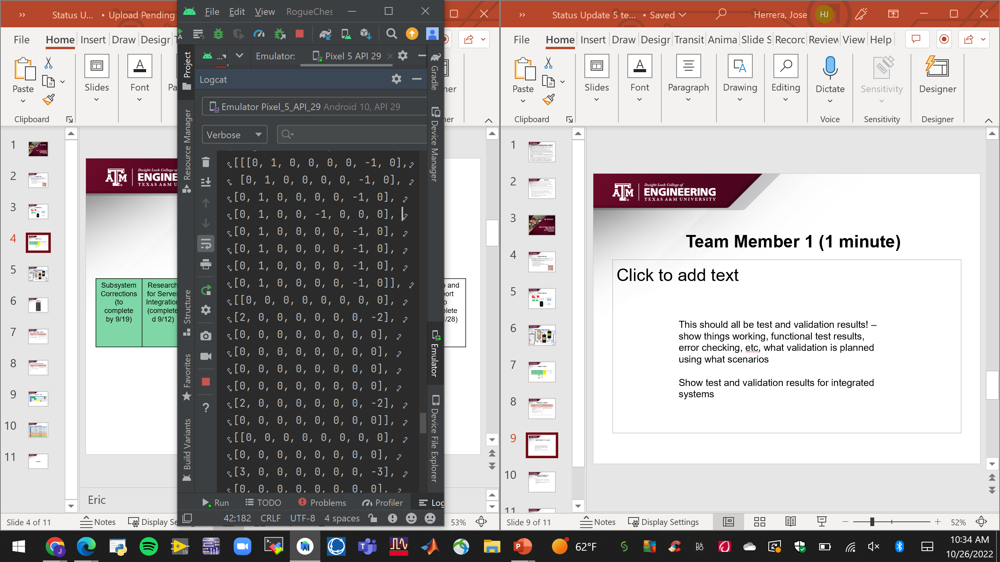 Status U...
• Upload Pending
File
Home
Insert
Draw
Desigr
Paste
Clipboard
Slides
Font
1
2
3
4
5
6
7
8
9
10
11
Dwight Look College of
ENGINE
TEXAS A&M U
Subsystem
Corrections
(to
complete
by 9/19)
Research
for Server
Integration
(complete
d 9/12)
Eric
Slide 4 of 11
Notes
53%
File
Edit
View
RogueChes
Project
Resource Manager
Structure
Favorites
Build Variants
...
Emulator:
Pixel 5 API 29
Logcat
Emulator Pixel_5_API_29 Android 10, API 29
Verbose
[[[0, 1, 0, 0, 0, 0, -1, 0],
[0, 1, 0, 0, 0, 0, -1, 0],
[0, 1, 0, 0, 0, 0, -1, 0],
[0, 1, 0, 0, -1, 0, 0, 0],
[0, 1, 0, 0, 0, 0, -1, 0],
[0, 1, 0, 0, 0, 0, -1, 0],
[0, 1, 0, 0, 0, 0, -1, 0],
[0, 1, 0, 0, 0, 0, -1, 0]],
[[0, 0, 0, 0, 0, 0, 0, 0],
[2, 0, 0, 0, 0, 0, 0, -2],
[0, 0, 0, 0, 0, 0, 0, 0],
[0, 0, 0, 0, 0, 0, 0, 0],
[0, 0, 0, 0, 0, 0, 0, 0],
[0, 0, 0, 0, 0, 0, 0, 0],
[2, 0, 0, 0, 0, 0, 0, -2],
[0, 0, 0, 0, 0, 0, 0, 0]],
[[0, 0, 0, 0, 0, 0, 0, 0],
[0, 0, 0, 0, 0, 0, 0, 0],
[3, 0, 0, 0, 0, 0, 0, -3],
[0, 0, 0, 0, 0, 0, 0, 0],
Gradle
Device Manager
Emulator
Device File Explorer
Run
TODO
Problems
Profiler
Log
42:182
CRLF
UTF-8
4 spaces
Status Update 5 te...
• Saved
Herrera, Jose
HJ
File
Home
Insert
Draw
Desigr
Transit
Anima
Slide S
Recorc
Review
View
Help
Paste
Slides
Font
Paragraph
Drawing
Editing
Dictate
Sensitivity
Designer
Clipboard
Voice
Sensitivity
Designer
1
2
3
4
5
6
7
8
9
10
11
Dwight Look College of
ENGINEERING
TEXAS A&M UNIVERSITY
Team Member 1 (1 minute)
Click to add text
This should all be test and validation results! –
show things working, functional test results,
error checking, etc, what validation is planned
using what scenarios
Show test and validation results for integrated
systems
Slide 9 of 11
Notes
Display Settings
52%
62°F
10:34 AM
10/26/2022